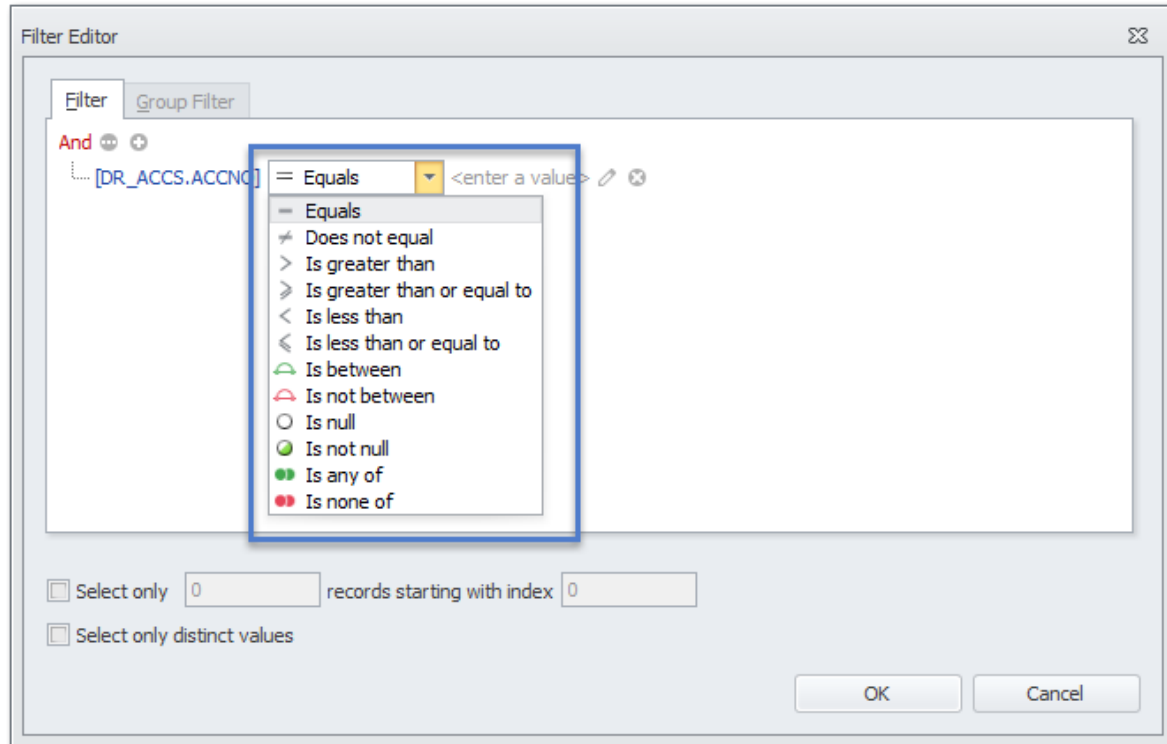 Filter Editor
Filter Group Filter
And
[DR_ACCS.ACCNO] = Equals <enter a value>
Equals
Does not equal
Is greater than
Is greater than or equal to
Is less than
Is less than or equal to
Is between
Is not between
Is null
Is not null
Is any of
Is none of
Select only 0 records starting with index 0
Select only distinct values
OK Cancel